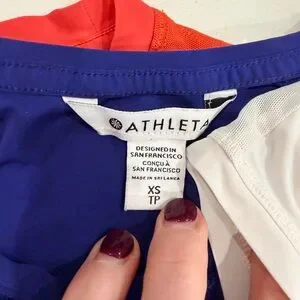 ATHLETA
DESIGNED IN
SAN FRANCISCO
CONÇU À
SAN FRANCISCO
MADE IN SRI LANKA
XS
TP